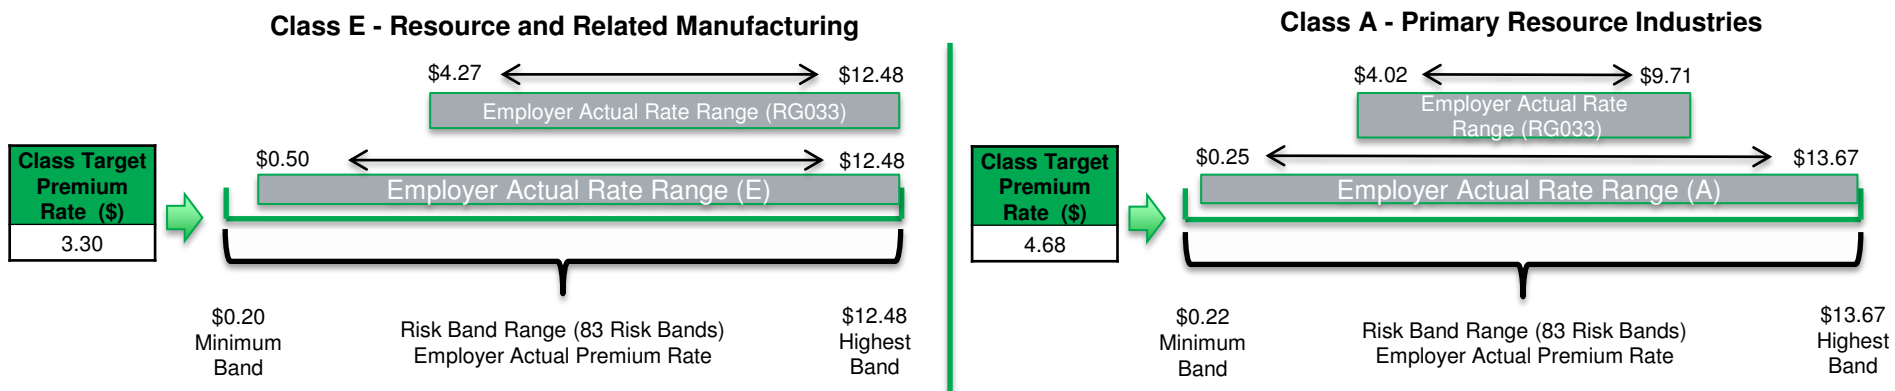 Class E - Resource and Related Manufacturing
$4.27
$12.48
Employer Actual Rate Range (RG033)
$0.50
$12.48
Employer Actual Rate Range (E)
Class Target
Premium
Rate ($)
3.30
$0.20
Minimum
Band
Risk Band Range (83 Risk Bands)
Employer Actual Premium Rate
$12.48
Highest
Band
Class A - Primary Resource Industries
$4.02
$9.71
Employer Actual Rate
Range (RG033)
$0.25
$13.67
Employer Actual Rate Range (A)
Class Target
Premium
Rate ($)
4.68
$0.22
Minimum
Band
Risk Band Range (83 Risk Bands)
Employer Actual Premium Rate
$13.67
Highest
Band